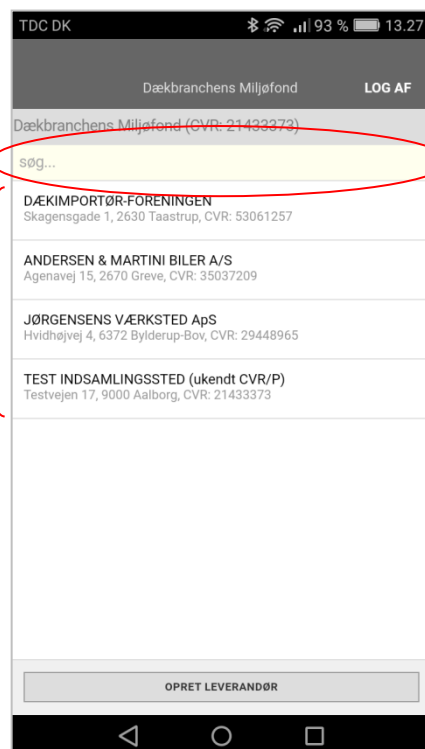 TDC DK 93 % 13.27
Dækbranchens Miljøfond LOG AF
Dækbranchens Miljøfond (CVR: 21433373)
søg...
DÆKIMPORTØR-FORENINGEN
Skagensgade 1, 2630 Taastrup, CVR: 53061257
ANDERSEN & MARTINI BILER A/S
Agenavej 15, 2670 Greve, CVR: 35037209
JØRGENSENS VÆRKSTED ApS
Hvidhøjvej 4, 6372 Bylderup-Bov, CVR: 29448965
TEST INDSAMLINGSSTED (ukendt CVR/P)
Testvejen 17, 9000 Aalborg, CVR: 21433373
OPRET LEVERANDØR